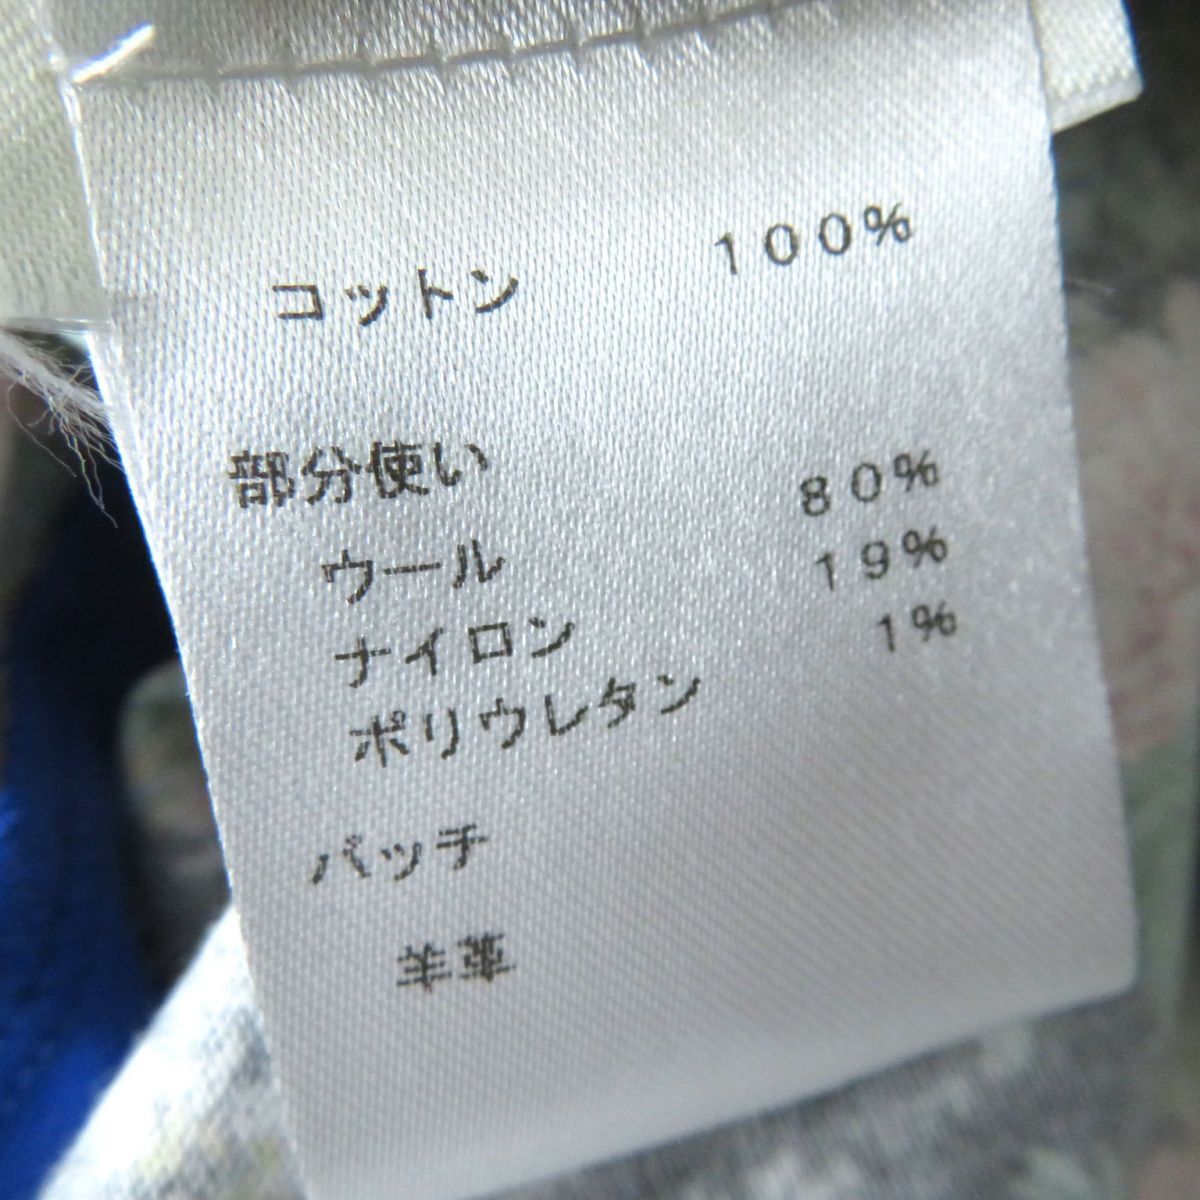 コットン 100%
部分使い
ウール 80%
ナイロン 19%
ポリウレタン 1%
パッチ
羊革